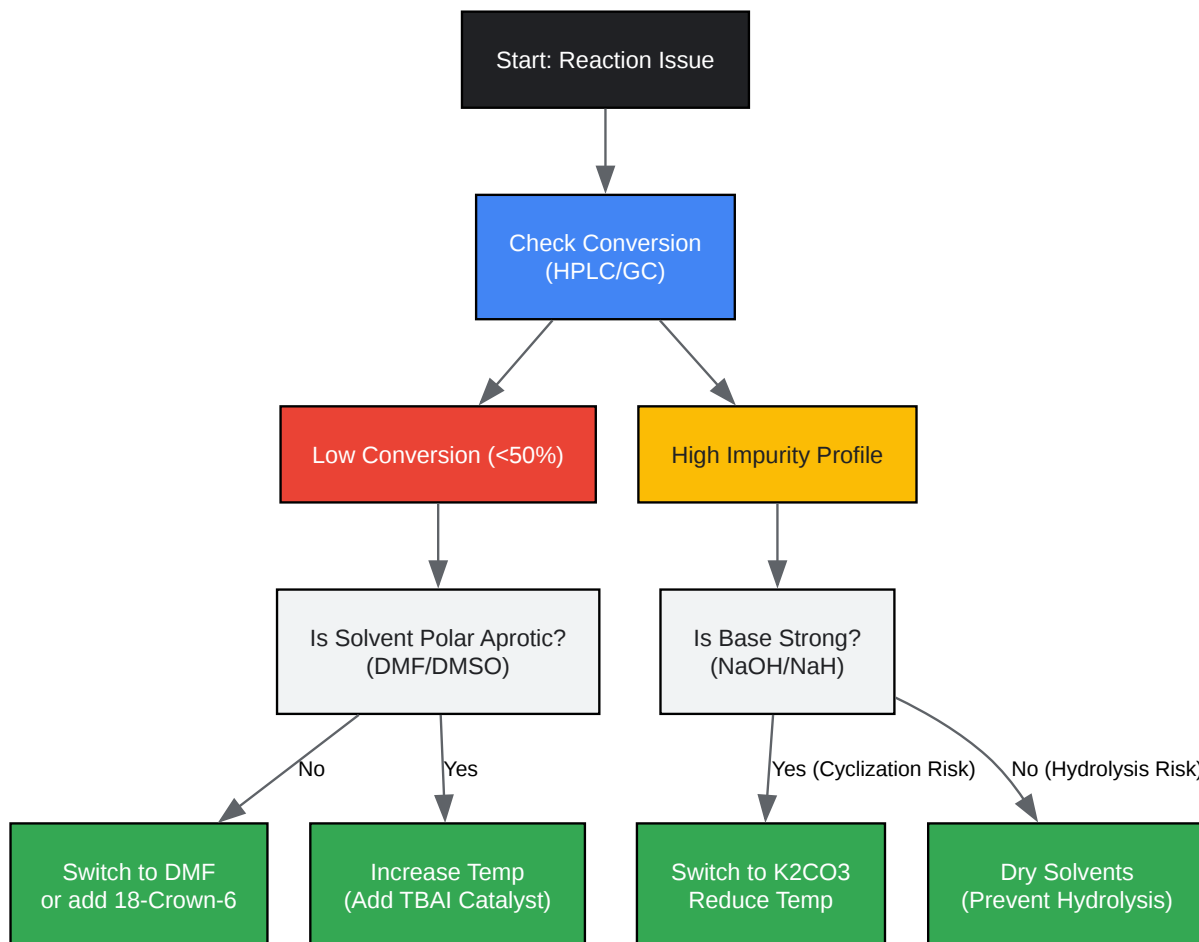 Start: Reaction Issue
Check Conversion
(HPLC/GC)
Low Conversion (<50%)
High Impurity Profile
Is Solvent Polar Aprotic?
(DMF/DMSO)
Is Base Strong?
(NaOH/NaH)
No
Yes
Yes (Cyclization Risk)
No (Hydrolysis Risk)
Switch to DMF
or add 18-Crown-6
Increase Temp
(Add TBAI Catalyst)
Switch to K2CO3
Reduce Temp
Dry Solvents
(Prevent Hydrolysis)